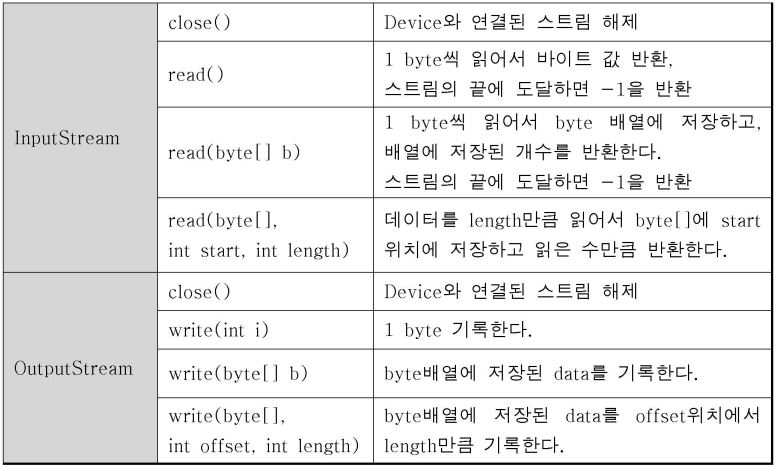 InputStream
close()
Device와 연결된 스트림 해제
read()
1 byte씩 읽어서 바이트 값 반환,
스트림의 끝에 도달하면 -1을 반환
read(byte[] b)
1 byte씩 읽어서 byte 배열에 저장하고,
배열에 저장된 개수를 반환한다.
스트림의 끝에 도달하면 -1을 반환
read(byte[],
int start, int length)
데이터를 length만큼 읽어서 byte[]에 start
위치에 저장하고 읽은 수만큼 반환한다.
OutputStream
close()
Device와 연결된 스트림 해제
write(int i)
1 byte 기록한다.
write(byte[] b)
byte배열에 저장된 data를 기록한다.
write(byte[],
int offset, int length)
byte배열에 저장된 data를 offset위치에서
length만큼 기록한다.